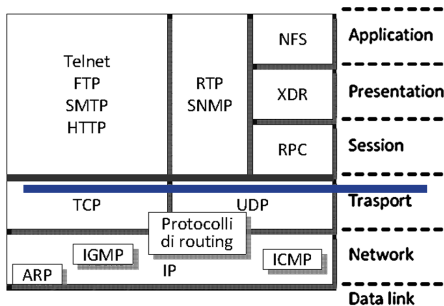 NFS
Application
Telnet
FTP
SMTP
HTTP
RTP
SNMP
XDR
Presentation
RPC
Session
TCP
UDP
Trasport
Protocolli
di routing
IGMP
ICMP
Network
ARP
IP
Data link